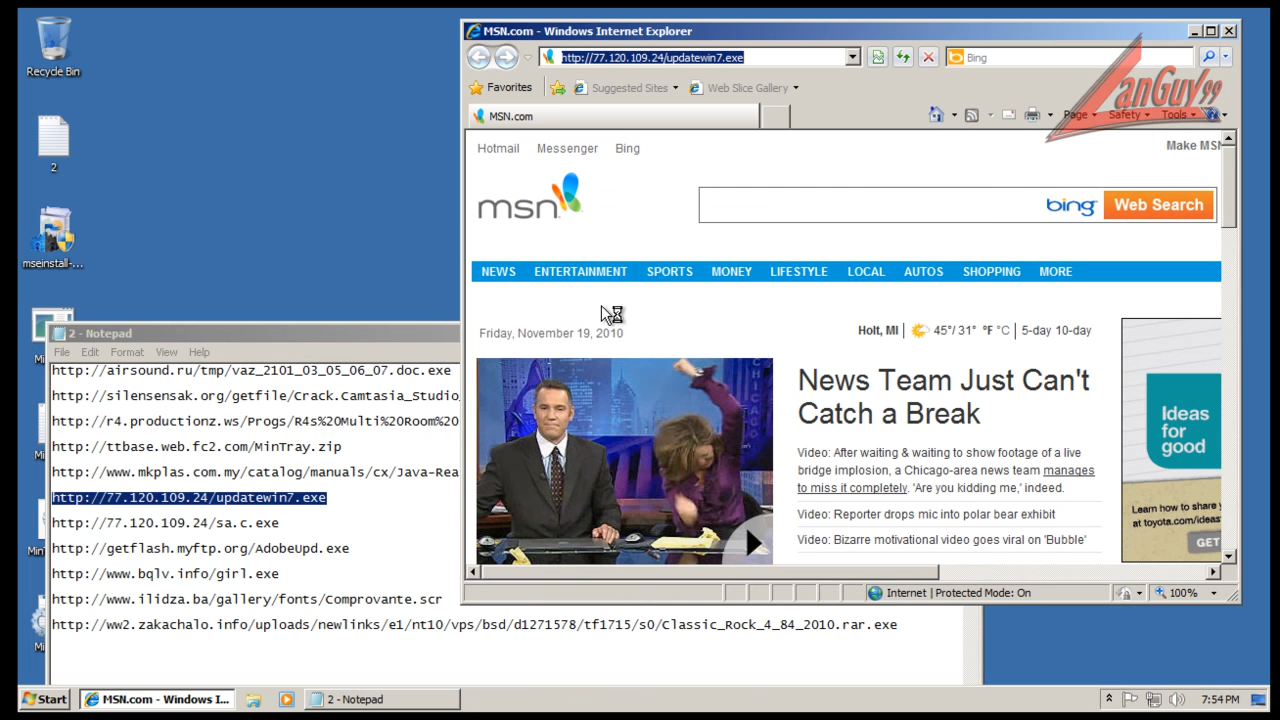 Recycle Bin
2
mseinstall-...
MSN.com - Windows Internet Explorer
http://77.120.109.24/updatewin7.exe
Bing
Favorites
Suggested Sites
Web Slice Gallery
MSN.com
Page
Safety
Tools
LanGuy99
Hotmail Messenger Bing
Make MSN
msn
bing Web Search
NEWS ENTERTAINMENT SPORTS MONEY LIFESTYLE LOCAL AUTOS SHOPPING MORE
Friday, November 19, 2010
Holt, MI 45°/ 31° °F °C 5-day 10-day
News Team Just Can't
Catch a Break
Video: After waiting & waiting to show footage of a live
bridge implosion, a Chicago-area news team manages
to miss it completely. 'Are you kidding me,' indeed.
Video: Reporter drops mic into polar bear exhibit
Video: Bizarre motivational video goes viral on 'Bubble'
Ideas
for
good
Learn how to share
at toyota.com/ideas
GET
Internet | Protected Mode: On
100%
2 - Notepad
File Edit Format View Help
http://airsound.ru/tmp/vaz_2101_03_05_06_07.doc.exe
http://silensensak.org/getfile/Crack.Camtasia_Studio_
http://r4.productionz.ws/Progs/R4s%20Multi%20Room%20
http://ttbase.web.fc2.com/MinTray.zip
http://www.mkplas.com.my/catalog/manuals/cx/Java-Rea
http://77.120.109.24/updatewin7.exe
http://77.120.109.24/sa.c.exe
http://getflash.myftp.org/AdobeUpd.exe
http://www.bqlv.info/girl.exe
http://www.ilidza.ba/gallery/fonts/Comprovante.scr
http://ww2.zakachalo.info/uploads/newlinks/e1/nt10/vps/bsd/d1271578/tf1715/s0/Classic_Rock_4_84_2010.rar.exe
Start
MSN.com - Windows I...
2 - Notepad
7:54 PM